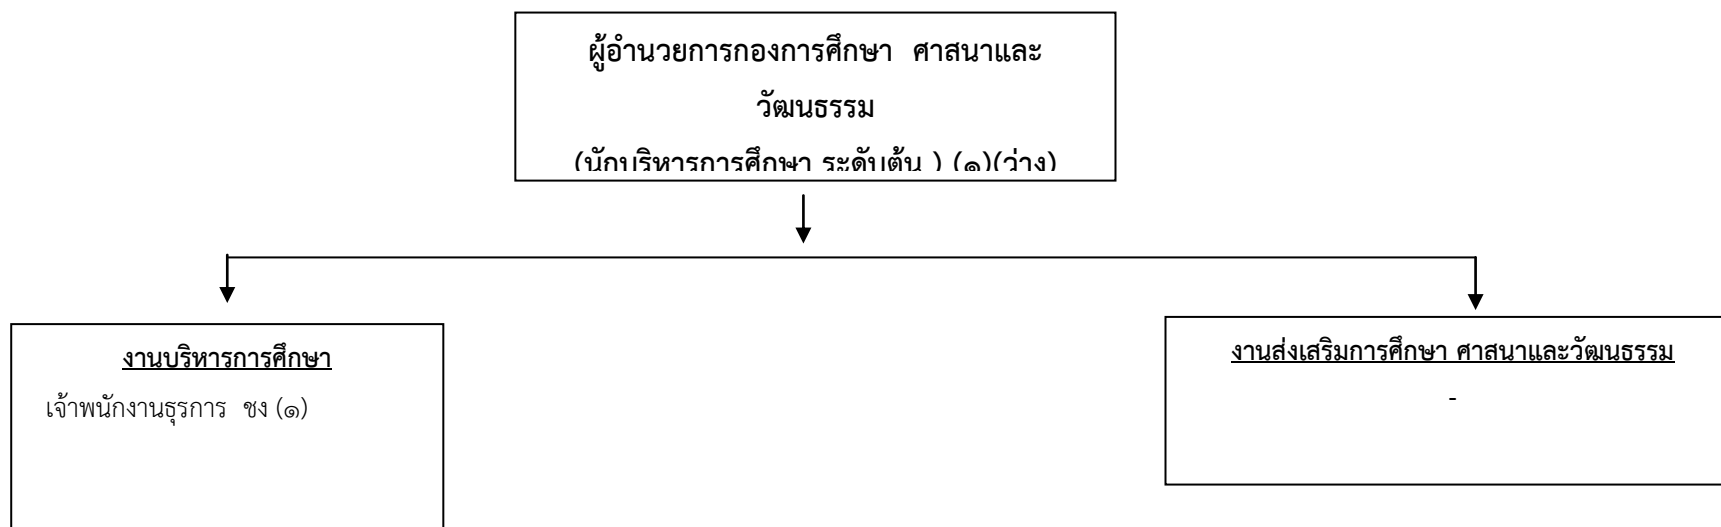 ผู้อำนวยการกองการศึกษา ศาสนาและ
วัฒนธรรม
(นักบริหารการศึกษา ระดับต้น ) (๑)(ว่าง)
งานบริหารการศึกษา
เจ้าพนักงานธุรการ ชง (๑)
งานส่งเสริมการศึกษา ศาสนาและวัฒนธรรม
-